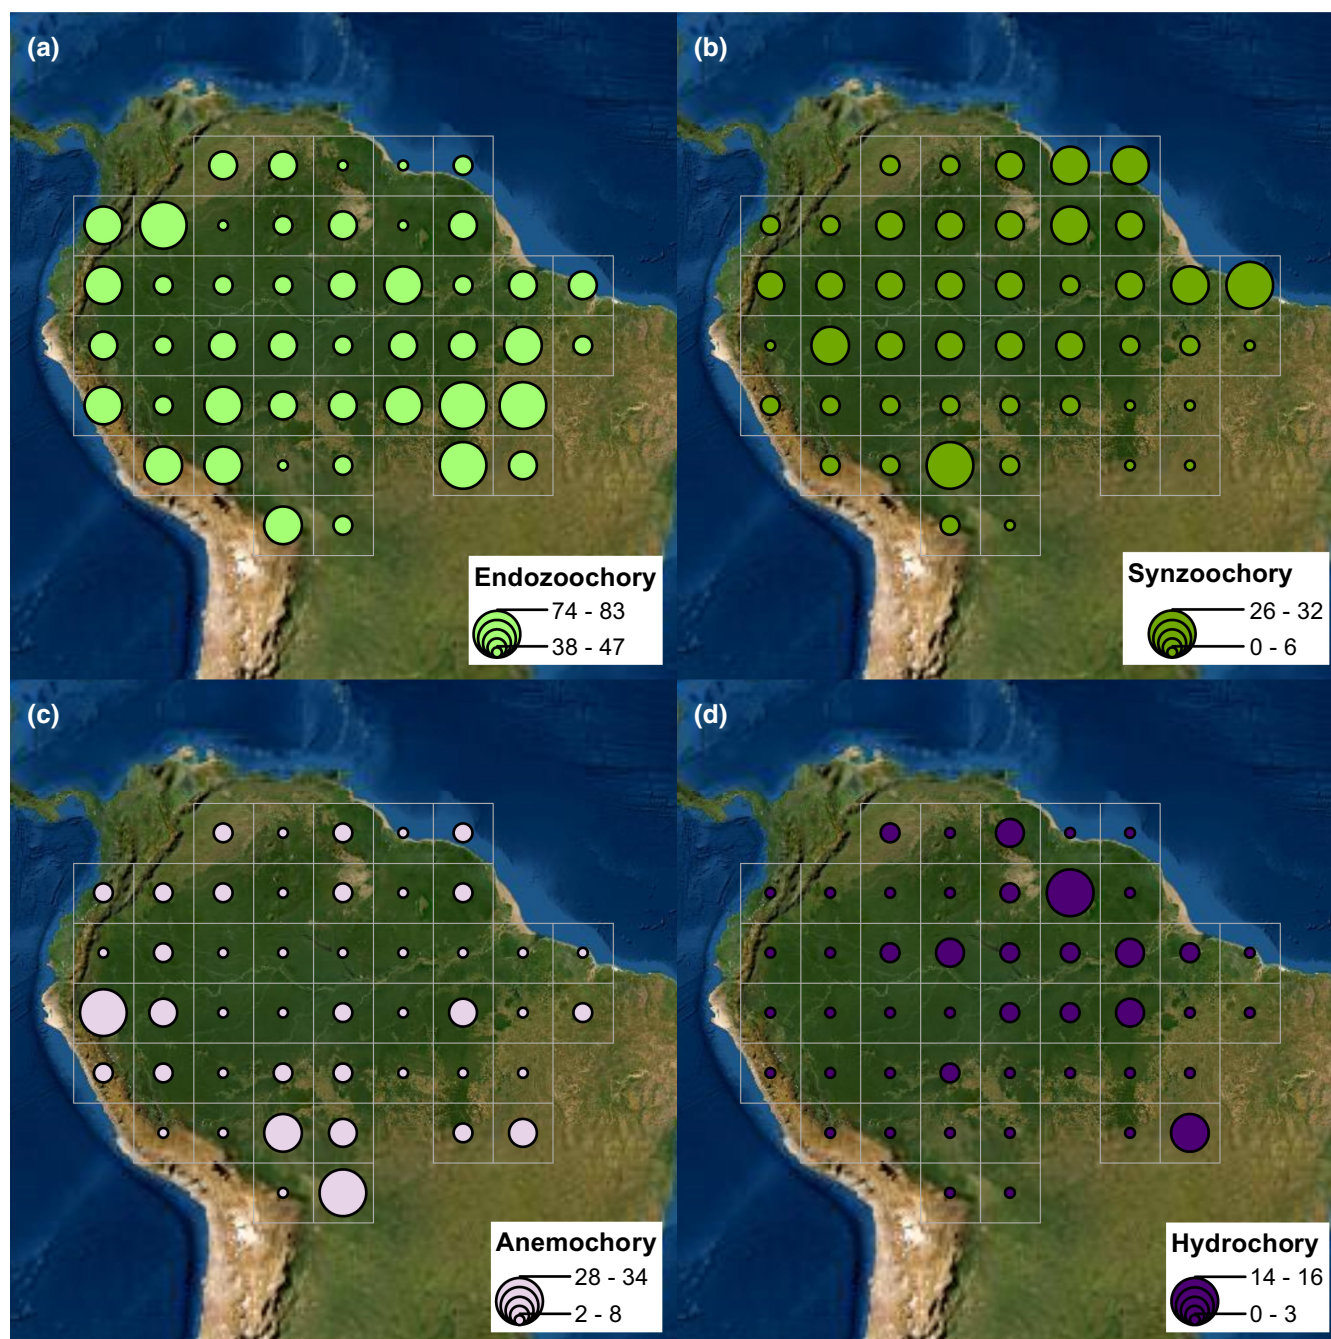 (a)
Endozoochory
74 - 83
38 - 47
(b)
Synzoochory
26 - 32
0 - 6
(c)
Anemochory
28 - 34
2 - 8
(d)
Hydrochory
14 - 16
0 - 3